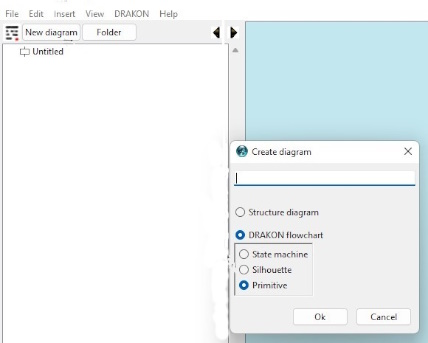 File Edit Insert View DRAKON Help
New diagram Folder
Untitled
Create diagram
Structure diagram
DRAKON flowchart
State machine
Silhouette
Primitive
Ok Cancel